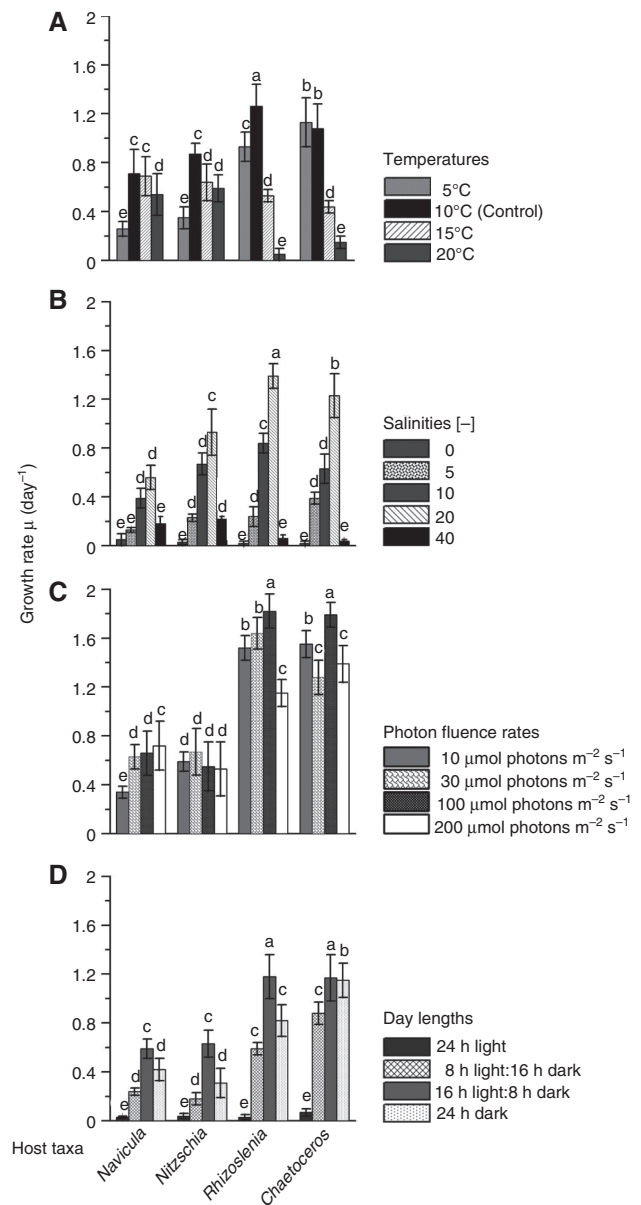 A
2
1.6
1.2
0.8
0.4
0
e c c d
e c d d
c a d e
b b d e
Temperatures
5°C
10°C (Control)
15°C
20°C
B
2
1.6
1.2
0.8
0.4
0
e e d d e
e d d c d
e d c a e
e d d b e
Salinities [–]
0
5
10
20
40
Growth rate μ (day⁻¹)
C
2
1.6
1.2
0.8
0.4
0
e d d c
d d d d
b b a c
b c a c
Photon fluence rates
10 μmol photons m⁻² s⁻¹
30 μmol photons m⁻² s⁻¹
100 μmol photons m⁻² s⁻¹
200 μmol photons m⁻² s⁻¹
D
2
1.6
1.2
0.8
0.4
0
e d c d
e d c d
e c a c
e c a b
Day lengths
24 h light
8 h light:16 h dark
16 h light:8 h dark
24 h dark
Host taxa
Navicula
Nitzschia
Rhizoslenia
Chaetoceros